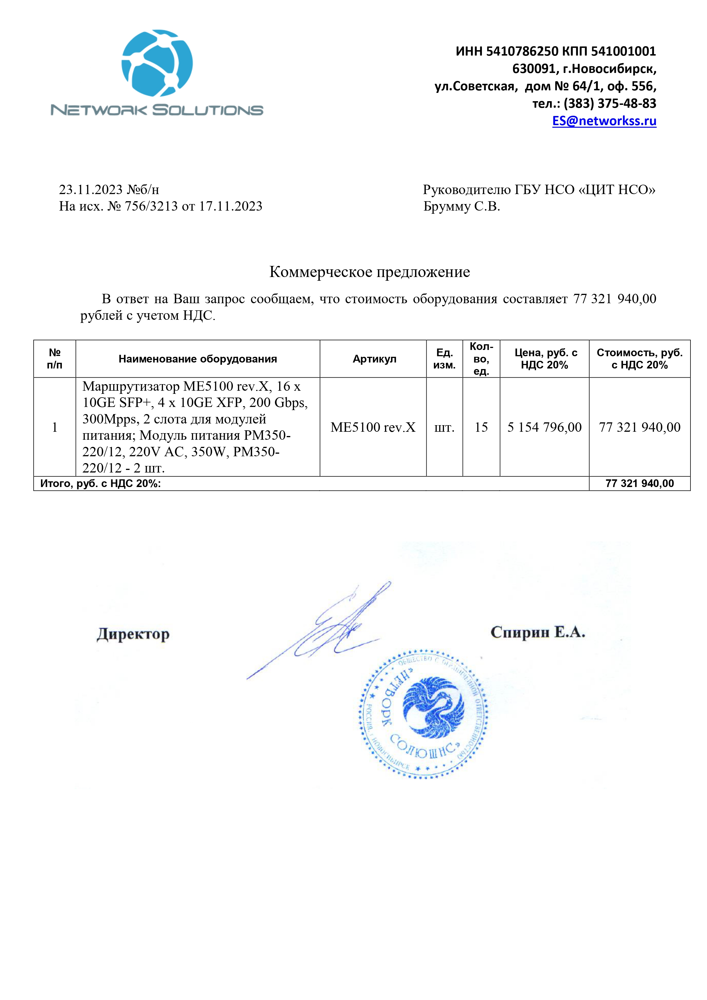 NETWORK SOLUTIONS
ИНН 5410786250 КПП 541001001
630091, г.Новосибирск,
ул.Советская, дом № 64/1, оф. 556,
тел.: (383) 375-48-83
ES@networkss.ru
23.11.2023 №б/н
На исх. № 756/3213 от 17.11.2023
Руководителю ГБУ НСО «ЦИТ НСО»
Брумму С.В.
Коммерческое предложение
В ответ на Ваш запрос сообщаем, что стоимость оборудования составляет 77 321 940,00
рублей с учетом НДС.
№
п/п
Наименование оборудования
Артикул
Ед.
изм.
Кол-
во,
ед.
Цена, руб. с
НДС 20%
Стоимость, руб.
с НДС 20%
1
Маршрутизатор ME5100 rev.X, 16 x
10GE SFP+, 4 x 10GE XFP, 200 Gbps,
300Mpps, 2 слота для модулей
питания; Модуль питания PM350-
220/12, 220V AC, 350W, PM350-
220/12 - 2 шт.
ME5100 rev.X
шт.
15
5 154 796,00
77 321 940,00
Итого, руб. с НДС 20%:
77 321 940,00
Директор
Спирин Е.А.
ОБЩЕСТВО С ОГРАНИЧЕННОЙ ОТВЕТСТВЕННОСТЬЮ
РОССИЯ, г НОВОСИБИРСК
«НЕТВОРК
СОЛЮШНС»